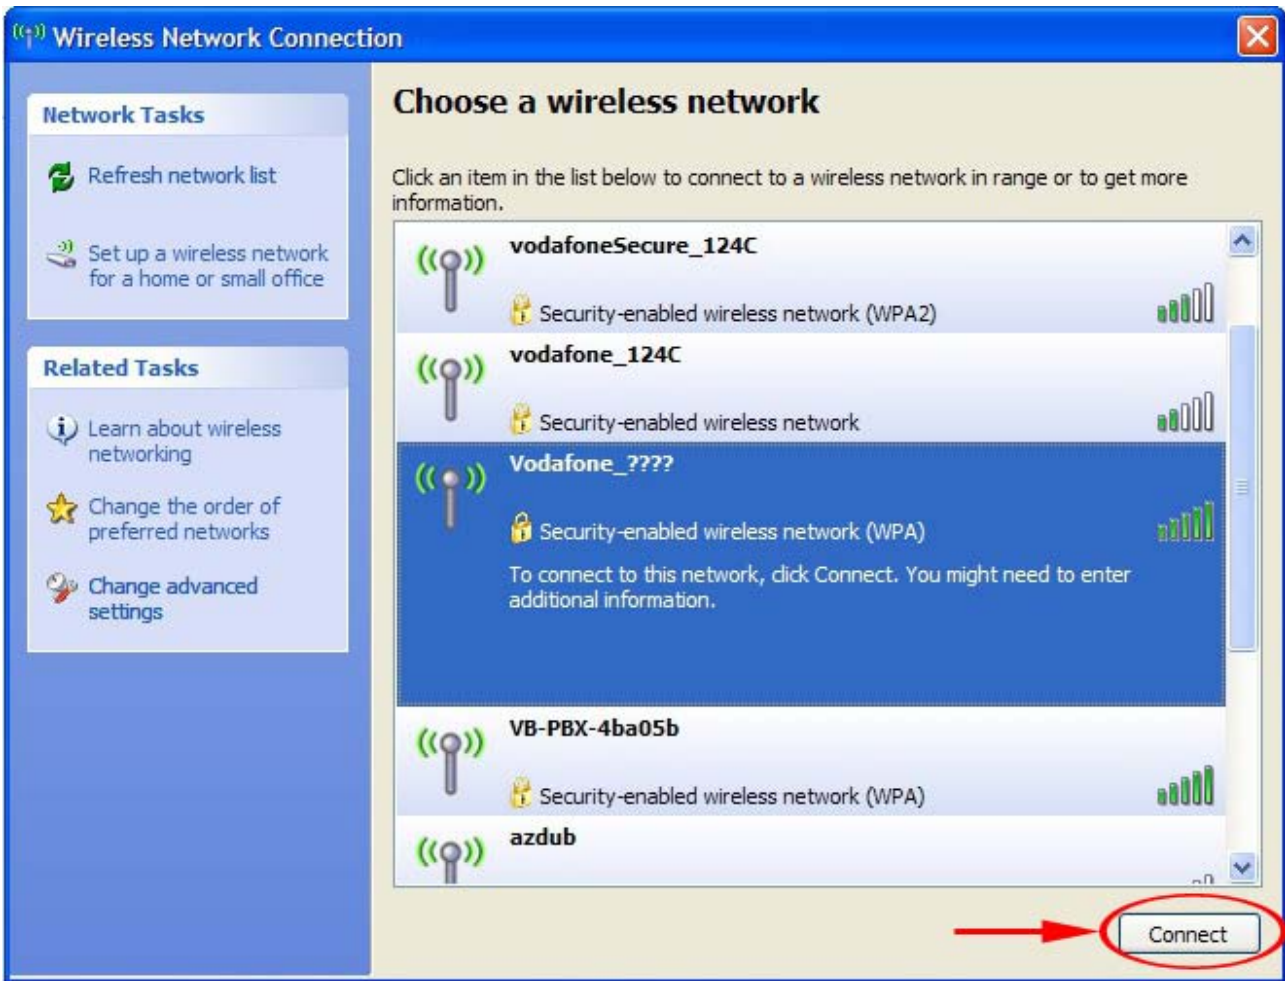 Wireless Network Connection
Network Tasks
Refresh network list
Set up a wireless network
for a home or small office
Related Tasks
Learn about wireless
networking
Change the order of
preferred networks
Change advanced
settings
Choose a wireless network
Click an item in the list below to connect to a wireless network in range or to get more
information.
vodafoneSecure_124C
Security-enabled wireless network (WPA2)
vodafone_124C
Security-enabled wireless network
Vodafone_????
Security-enabled wireless network (WPA)
To connect to this network, click Connect. You might need to enter
additional information.
VB-PBX-4ba05b
Security-enabled wireless network (WPA)
azdub
Connect